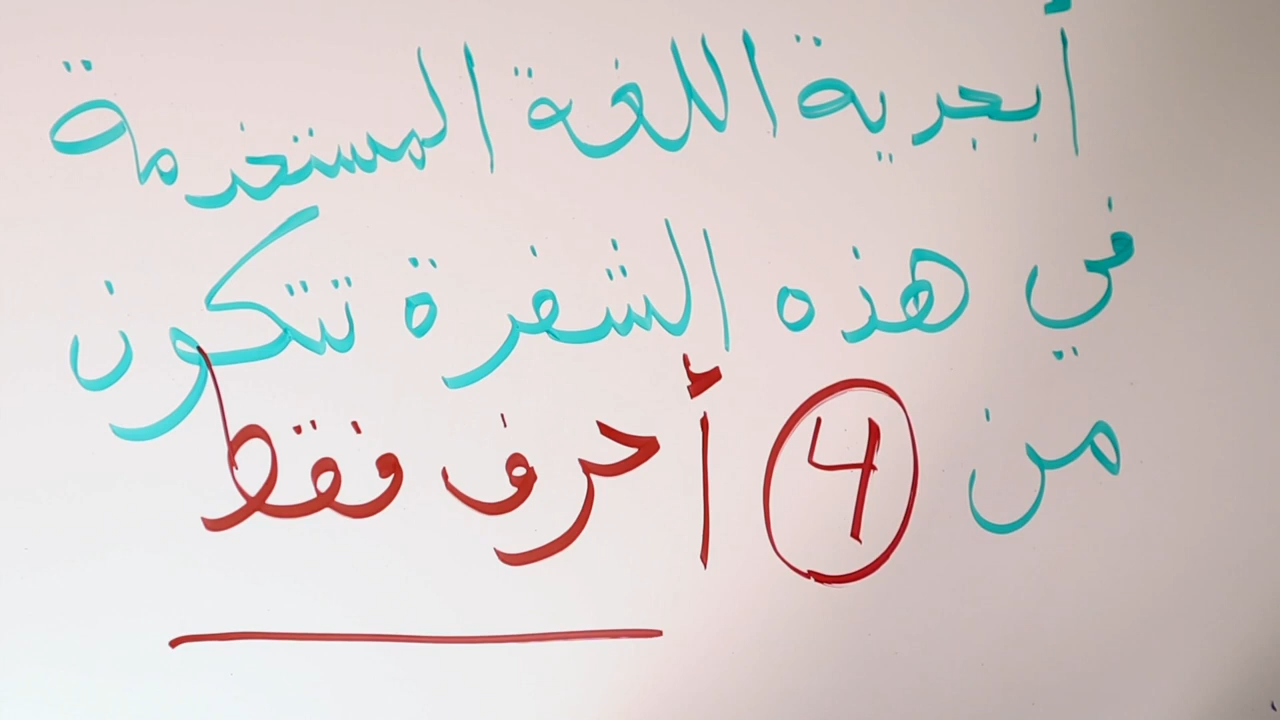 أبجدية اللغة المستخدمة
في هذه الشفرة تتكون
من 4 أحرف فقط